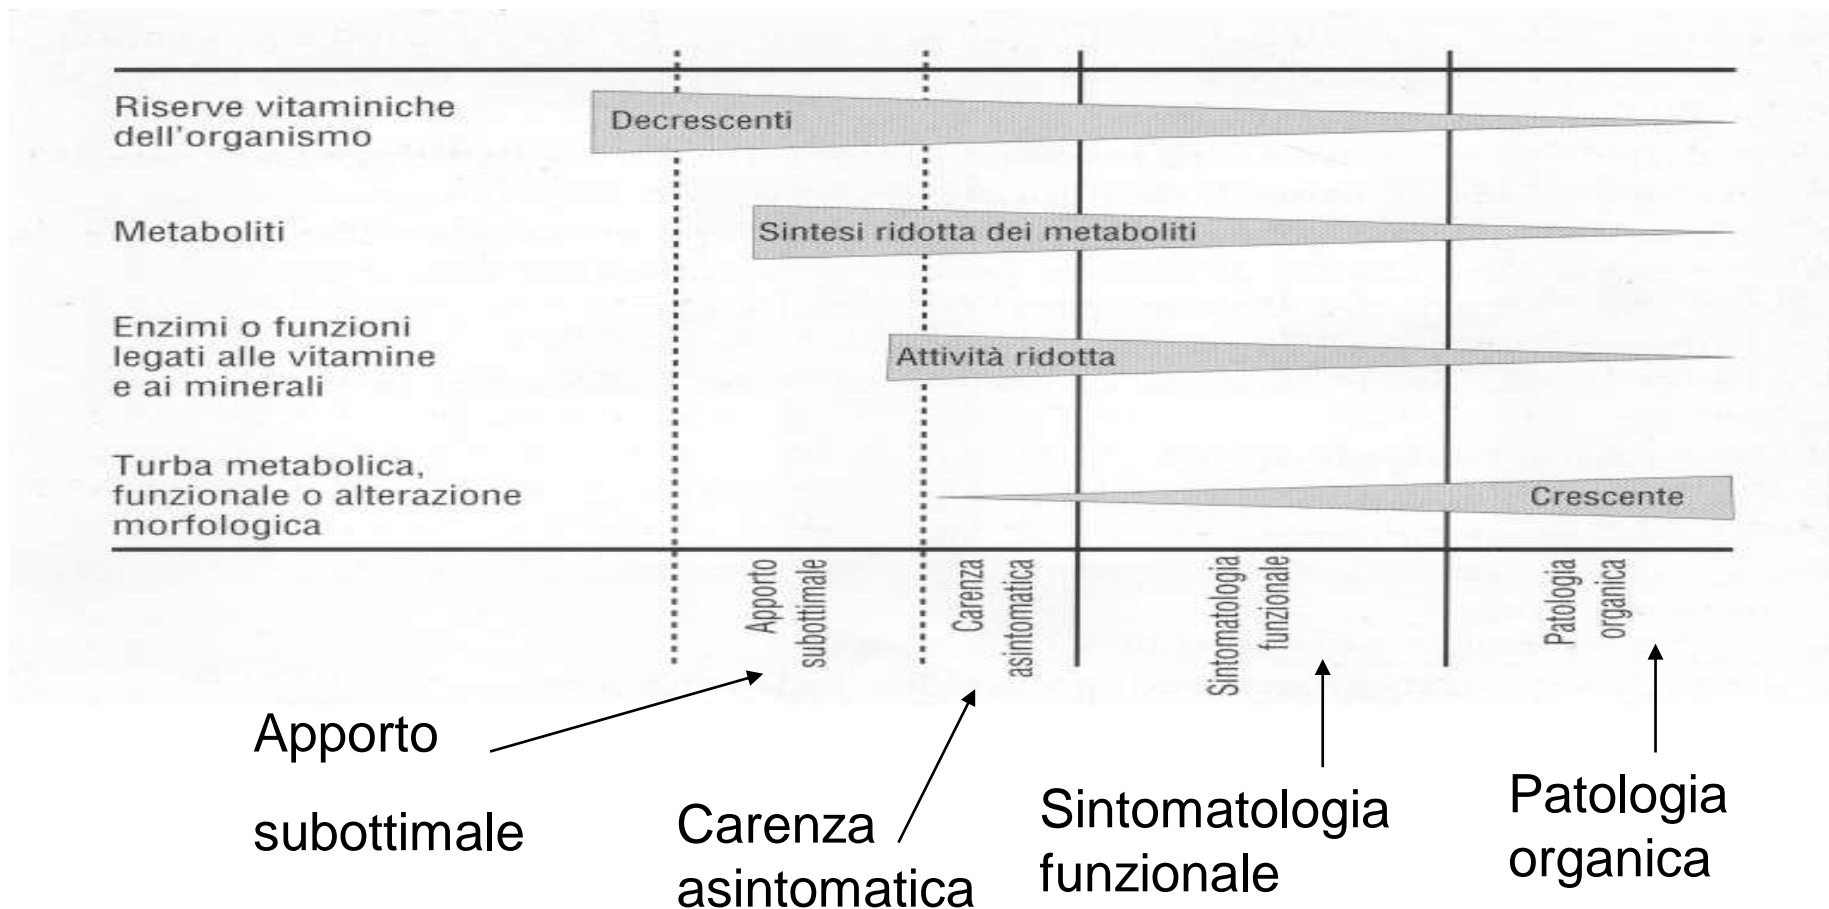 Riserve vitaminiche
dell'organismo
Decrescenti
Metaboliti
Sintesi ridotta dei metaboliti
Enzimi o funzioni
legati alle vitamine
e ai minerali
Attività ridotta
Turba metabolica,
funzionale o alterazione
morfologica
Crescente
Apporto
subottimale
Carenza
asintomatica
Sintomatologia
funzionale
Patologia
organica
Apporto
subottimale
Carenza
asintomatica
Sintomatologia
funzionale
Patologia
organica